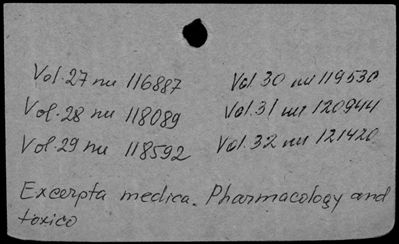 Vol.27 nu 116887
Vol.28 nu 118089
Vol.29 nu 118592
Vol.30 nu 119530
Vol.31 nu 120944
Vol.32 nu 121420
Excerpta medica. Pharmacology and
toxico